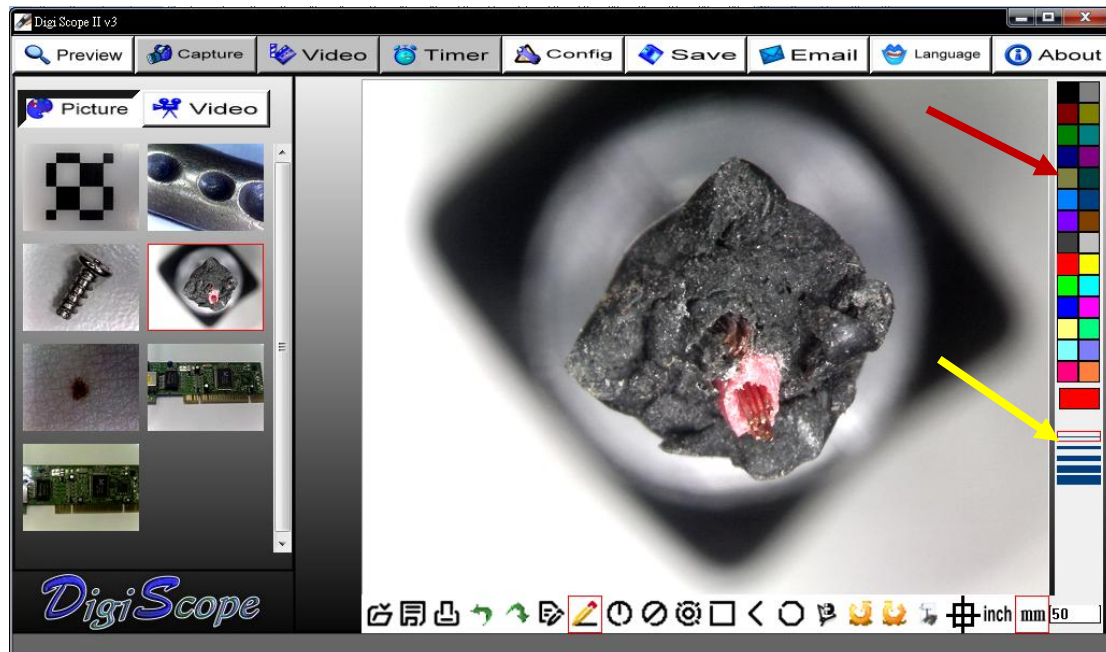 Digi Scope II v3
Preview Capture Video Timer Config Save Email Language About
Picture Video
DigiScope
inch mm 50